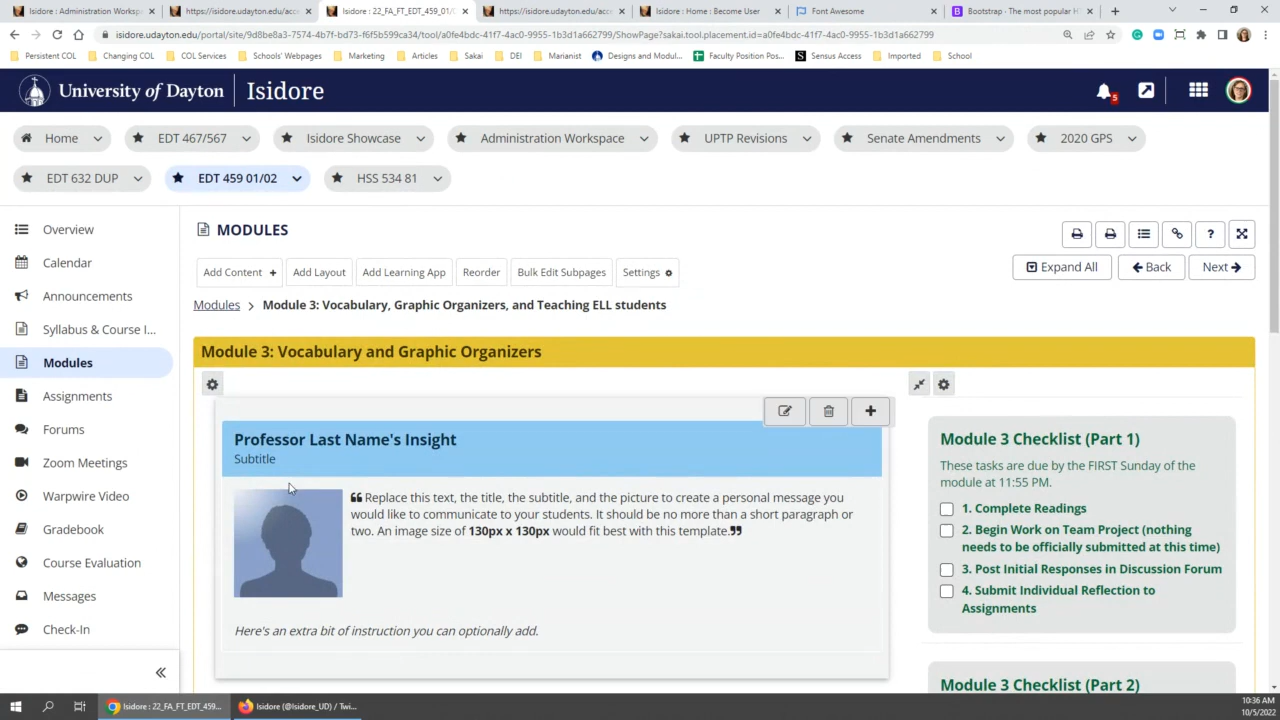 Isidore : Administration Worksp
https://isidore.udayton.edu/acce
Isidore : 22_FA_FT_EDT_459_01/0
https://isidore.udayton.edu/acce
Isidore : Home : Become User
Font Awesome
Bootstrap · The most popular H
isidore.udayton.edu/portal/site/9d8be8a3-7574-4b7f-bd73-f6f5b599ca34/tool/a0fe4bdc-41f7-4ac0-9955-1b3d1a662799/ShowPage?sakai.tool.placement.id=a0fe4bdc-41f7-4ac0-9955-1b3d1a662799
Persistent COL
Changing COL
COL Services
Schools' Webpages
Marketing
Articles
Sakai
DEI
Marianist
Designs and Modul...
Faculty Position Pos...
Sensus Access
Imported
School
University of Dayton
Isidore
5
Home
EDT 467/567
Isidore Showcase
Administration Workspace
UPTP Revisions
Senate Amendments
2020 GPS
EDT 632 DUP
EDT 459 01/02
HSS 534 81
Overview
Calendar
Announcements
Syllabus & Course I...
Modules
Assignments
Forums
Zoom Meetings
Warpwire Video
Gradebook
Course Evaluation
Messages
Check-In
MODULES
Add Content +
Add Layout
Add Learning App
Reorder
Bulk Edit Subpages
Settings
?
Expand All
Back
Next
Modules > Module 3: Vocabulary, Graphic Organizers, and Teaching ELL students
Module 3: Vocabulary and Graphic Organizers
Professor Last Name's Insight
Subtitle
❝ Replace this text, the title, the subtitle, and the picture to create a personal message you
would like to communicate to your students. It should be no more than a short paragraph or
two. An image size of 130px x 130px would fit best with this template.❞
Here's an extra bit of instruction you can optionally add.
Module 3 Checklist (Part 1)
These tasks are due by the FIRST Sunday of the
module at 11:55 PM.
1. Complete Readings
2. Begin Work on Team Project (nothing
needs to be officially submitted at this time)
3. Post Initial Responses in Discussion Forum
4. Submit Individual Reflection to
Assignments
Module 3 Checklist (Part 2)
Isidore : 22_FA_FT_EDT_459...
Isidore (@Isidore_UD) / Twi...
10:36 AM
10/5/2022